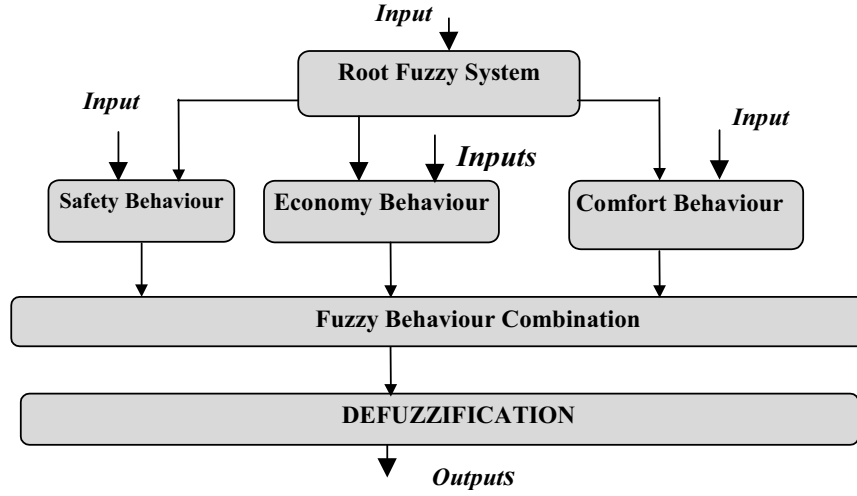 Input
Root Fuzzy System
Input
Inputs
Input
Safety Behaviour
Economy Behaviour
Comfort Behaviour
Fuzzy Behaviour Combination
DEFUZZIFICATION
Outputs